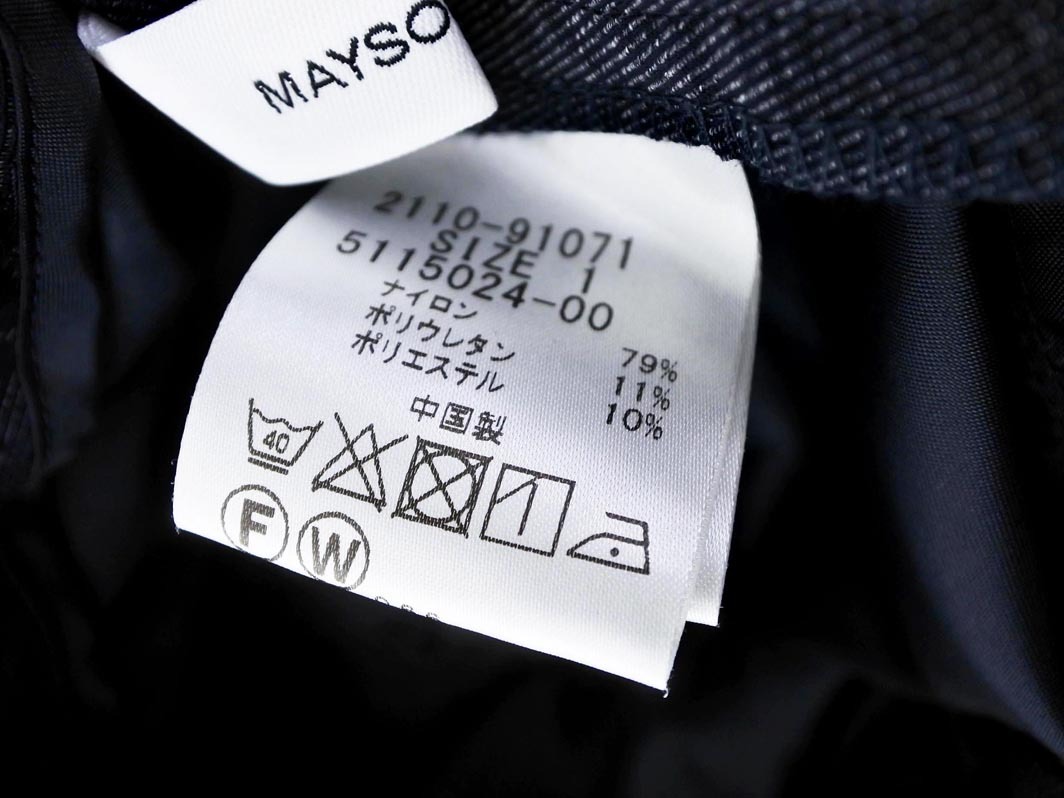 MAYSO
2110-91071
SIZE 1
5115024-00
ナイロン 79%
ポリウレタン 11%
ポリエステル 10%
中国製
40
F W